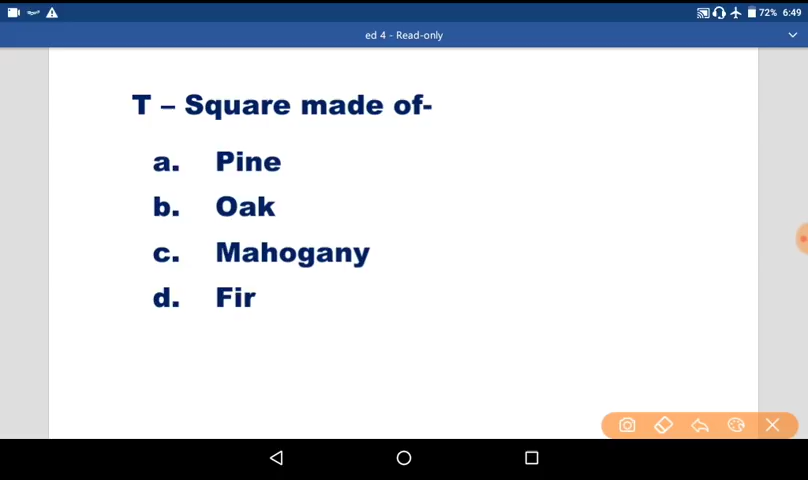 72% 6:49
ed 4 - Read-only
T – Square made of-
a. Pine
b. Oak
c. Mahogany
d. Fir